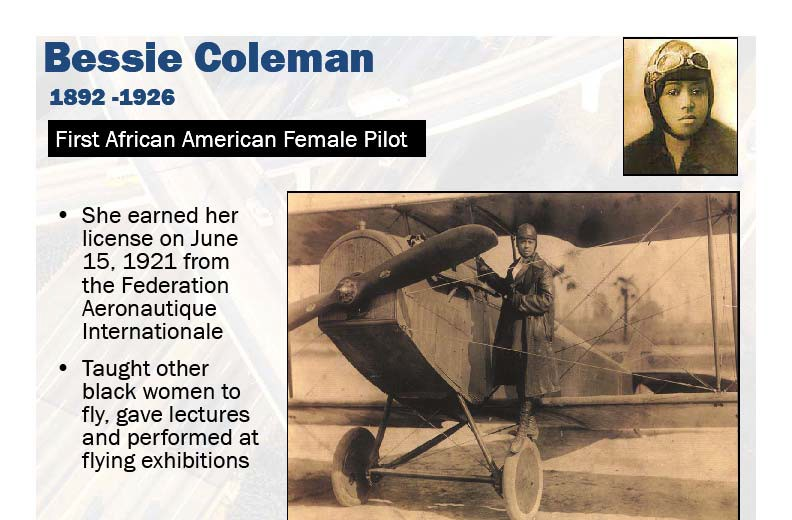 Bessie Coleman
1892 -1926
First African American Female Pilot
• She earned her
license on June
15, 1921 from
the Federation
Aeronautique
Internationale
• Taught other
black women to
fly, gave lectures
and performed at
flying exhibitions